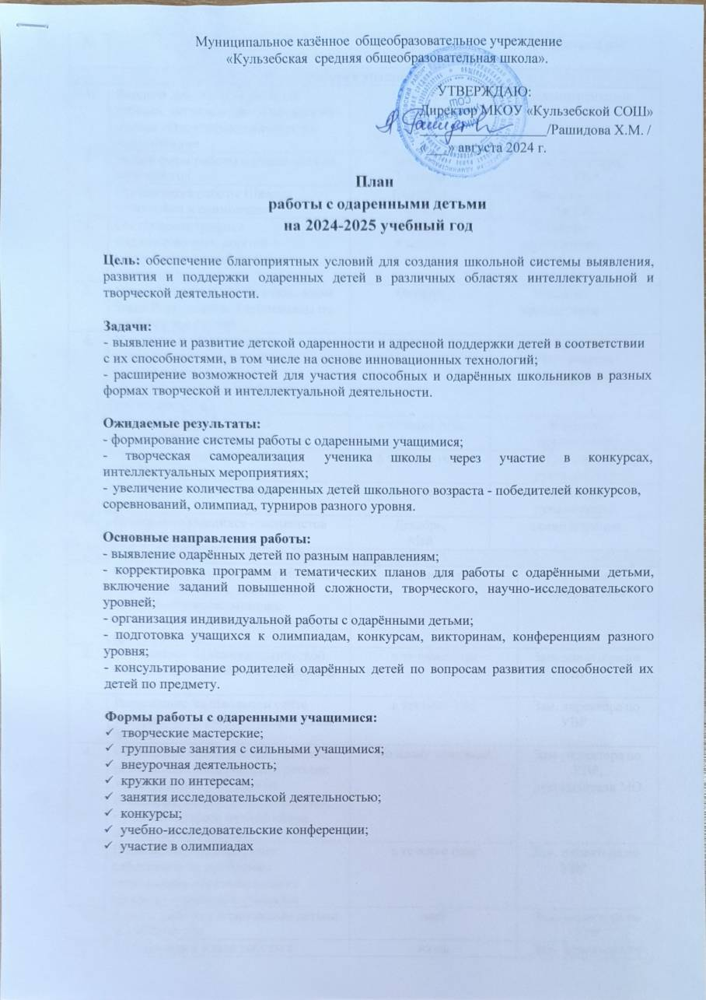 Муниципальное казённое общеобразовательное учреждение
«Кульзебская средняя общеобразовательная школа».
УТВЕРЖДАЮ:
Директор МКОУ «Кульзебской СОШ»
/Рашидова Х.М. /
«___» августа 2024 г.
План
работы с одаренными детьми
на 2024-2025 учебный год
Цель: обеспечение благоприятных условий для создания школьной системы выявления,
развития и поддержки одаренных детей в различных областях интеллектуальной и
творческой деятельности.
Задачи:
- выявление и развитие детской одаренности и адресной поддержки детей в соответствии
с их способностями, в том числе на основе инновационных технологий;
- расширение возможностей для участия способных и одарённых школьников в разных
формах творческой и интеллектуальной деятельности.
Ожидаемые результаты:
- формирование системы работы с одаренными учащимися;
- творческая самореализация ученика школы через участие в конкурсах,
интеллектуальных мероприятиях;
- увеличение количества одаренных детей школьного возраста - победителей конкурсов,
соревнований, олимпиад, турниров разного уровня.
Основные направления работы:
- выявление одарённых детей по разным направлениям;
- корректировка программ и тематических планов для работы с одарёнными детьми,
включение заданий повышенной сложности, творческого, научно-исследовательского
уровней;
- организация индивидуальной работы с одарёнными детьми;
- подготовка учащихся к олимпиадам, конкурсам, викторинам, конференциям разного
уровня;
- консультирование родителей одарённых детей по вопросам развития способностей их
детей по предмету.
Формы работы с одаренными учащимися:
✓ творческие мастерские;
✓ групповые занятия с сильными учащимися;
✓ внеурочная деятельность;
✓ кружки по интересам;
✓ занятия исследовательской деятельностью;
✓ конкурсы;
✓ учебно-исследовательские конференции;
✓ участие в олимпиадах